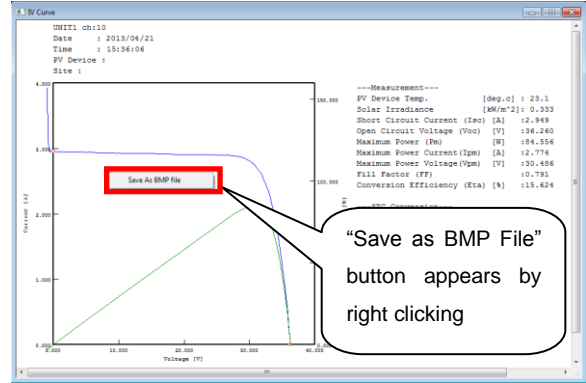 IV Curve
UNIT1 ch:10
Date : 2013/04/21
Time : 15:36:06
PV Device :
Site :
4.000
3.000
2.000
1.000
0.000
Current [A]
0.000 10.000 20.000 30.000 40.000
Voltage [V]
150.000
100.000
[W]
Save As BMP file
---Measurement---
PV Device Temp. [deg.c] : 23.1
Solar Irradiance [kW/m^2]: 0.333
Short Circuit Current (Isc) [A] :2.949
Open Circuit Voltage (Voc) [V] :36.260
Maximum Power (Pm) [W] :84.556
Maximum Power Current(Ipm) [A] :2.774
Maximum Power Voltage(Vpm) [V] :30.486
Fill Factor (FF) :0.791
Conversion Efficiency (Eta) [%] :15.624
---STC Conversion---
“Save as BMP File”
button appears by
right clicking